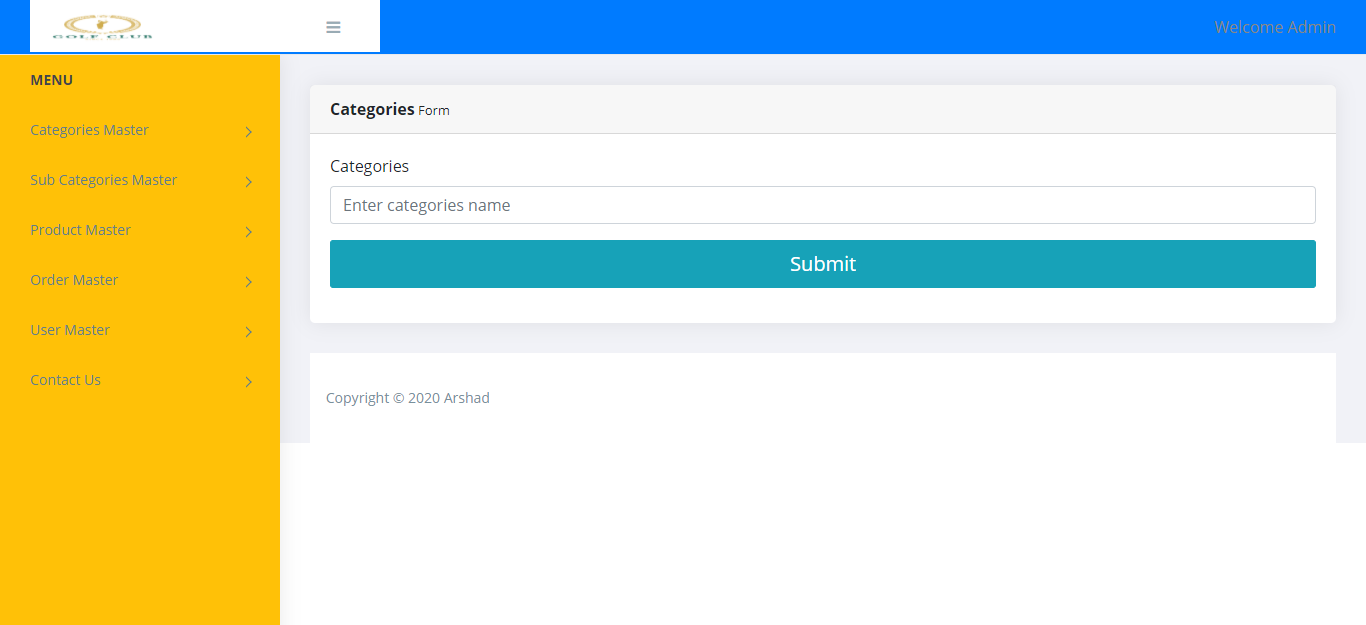 GOLF CLUB
Welcome Admin
MENU
Categories Master
Sub Categories Master
Product Master
Order Master
User Master
Contact Us
Categories Form
Categories
Enter categories name
Submit
Copyright © 2020 Arshad